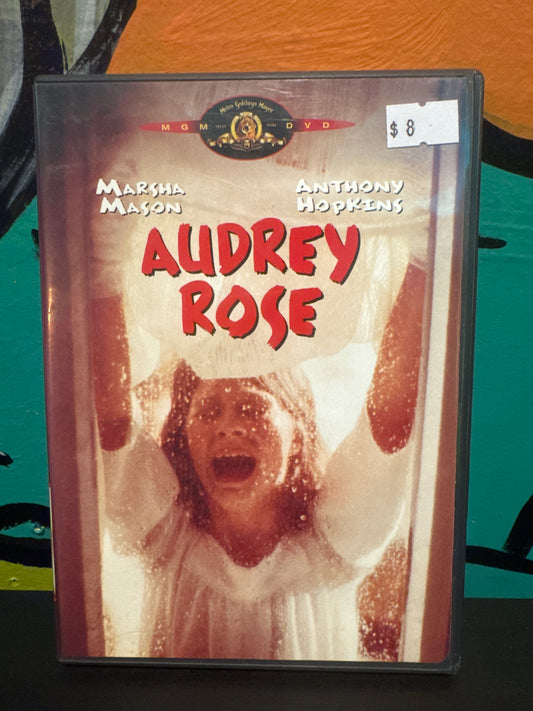 Metro Goldwyn Mayer
MGM DVD
$8
MARSHA
MASON
ANTHONY
HOPKINS
AUDREY
ROSE